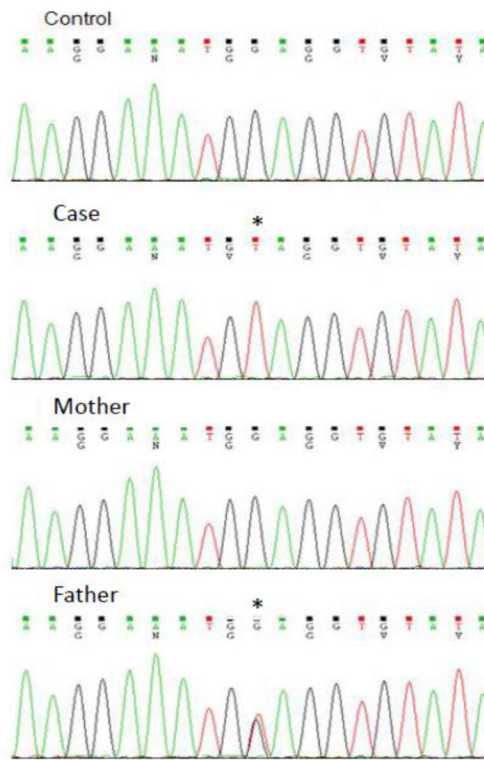 Control
A A G G A A A T G G A G G T G T A T A
G N G G V Y
Case *
A A G G A A A T G T A G G T G T A T A
G N V G V Y
Mother
A A G G A A A T G G A G G T G T A T A
G N G G V Y
Father *
A A G G A A A T G G A G G T G T A T A
G N G G V Y